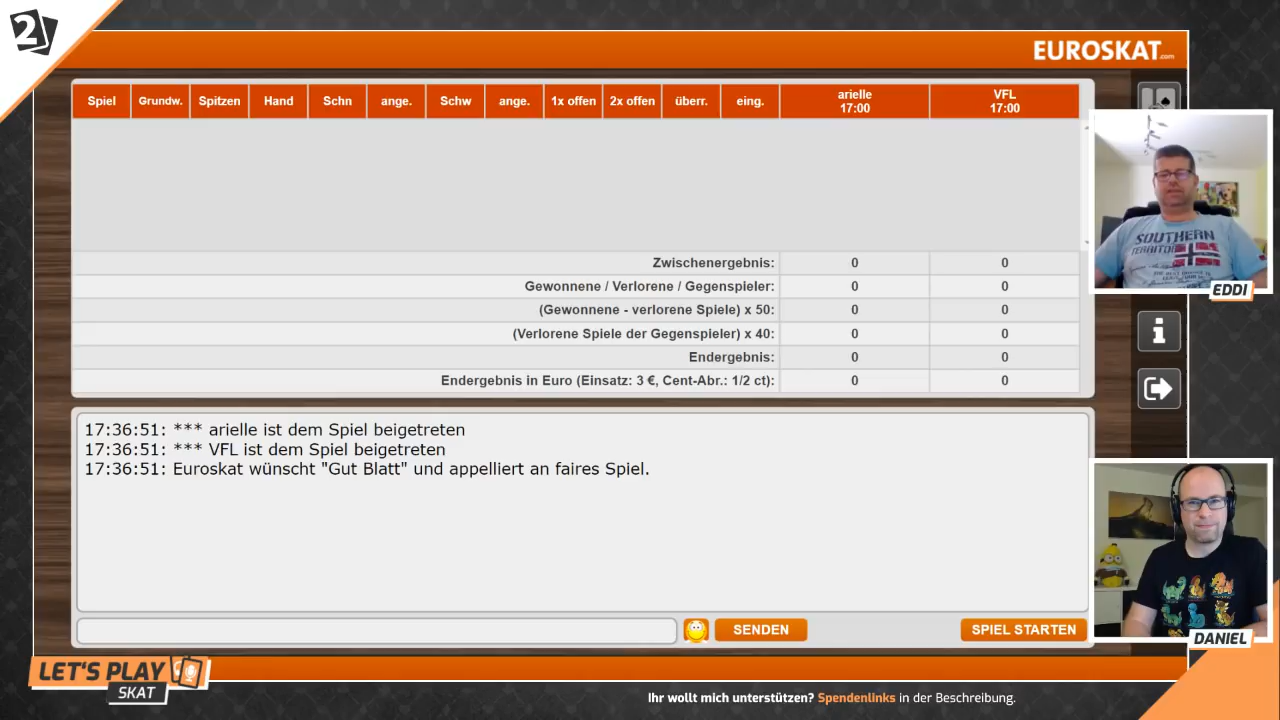 2
EUROSKAT.com
Spiel Grundw. Spitzen Hand Schn ange. Schw ange. 1x offen 2x offen überr. eing. arielle 17:00 VFL 17:00
Zwischenergebnis: 0 0
Gewonnene / Verlorene / Gegenspieler: 0 0
(Gewonnene - verlorene Spiele) x 50: 0 0
(Verlorene Spiele der Gegenspieler) x 40: 0 0
Endergebnis: 0 0
Endergebnis in Euro (Einsatz: 3 €, Cent-Abr.: 1/2 ct): 0 0
SOUTHERN
TERRITORY
EDDI
17:36:51: *** arielle ist dem Spiel beigetreten
17:36:51: *** VFL ist dem Spiel beigetreten
17:36:51: Euroskat wünscht "Gut Blatt" und appelliert an faires Spiel.
SENDEN
SPIEL STARTEN
DANIEL
LET'S PLAY
SKAT
Ihr wollt mich unterstützen? Spendenlinks in der Beschreibung.